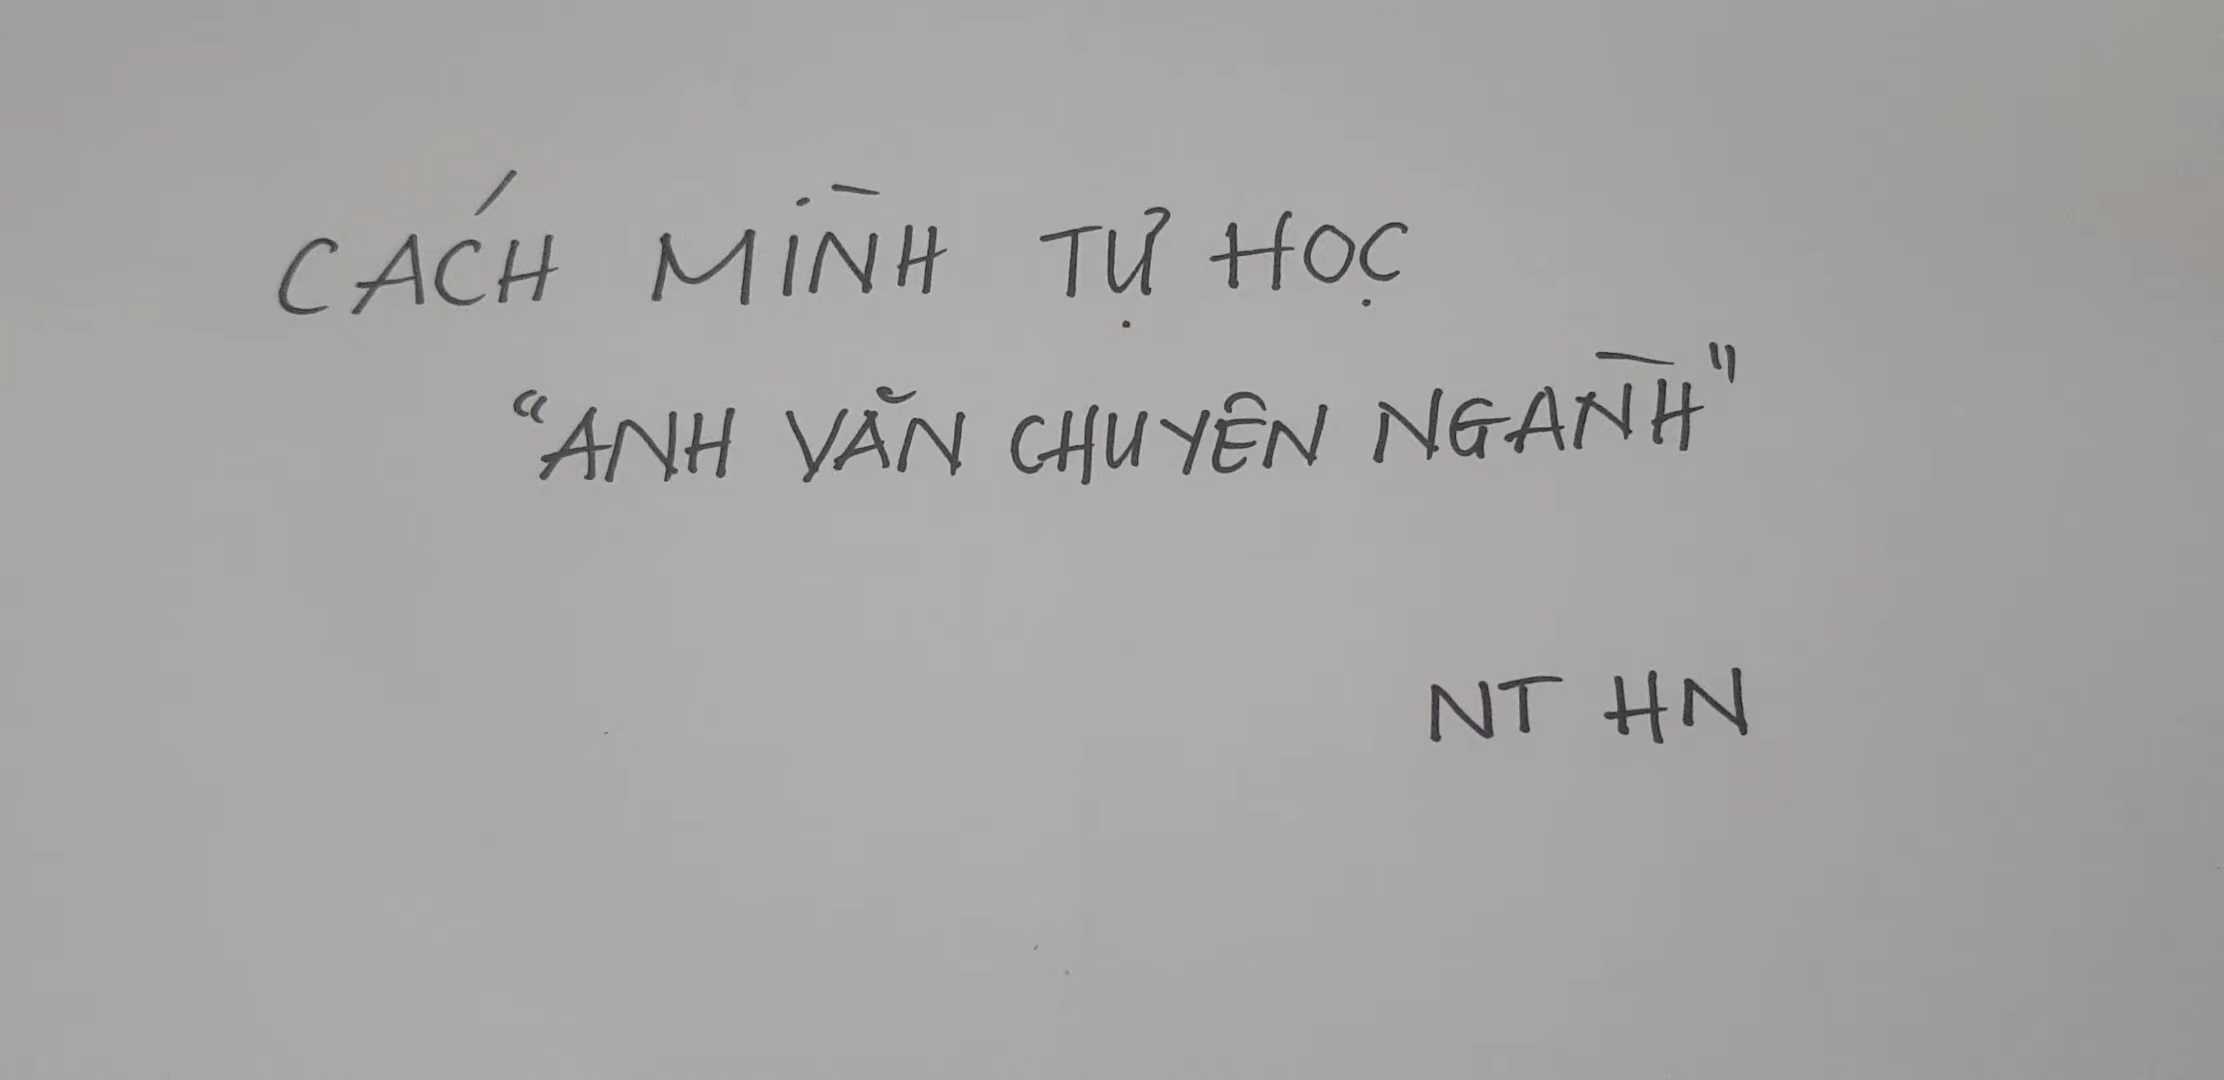 CÁCH MÌNH TỰ HỌC
"ANH VĂN CHUYÊN NGÀNH"
NT HN